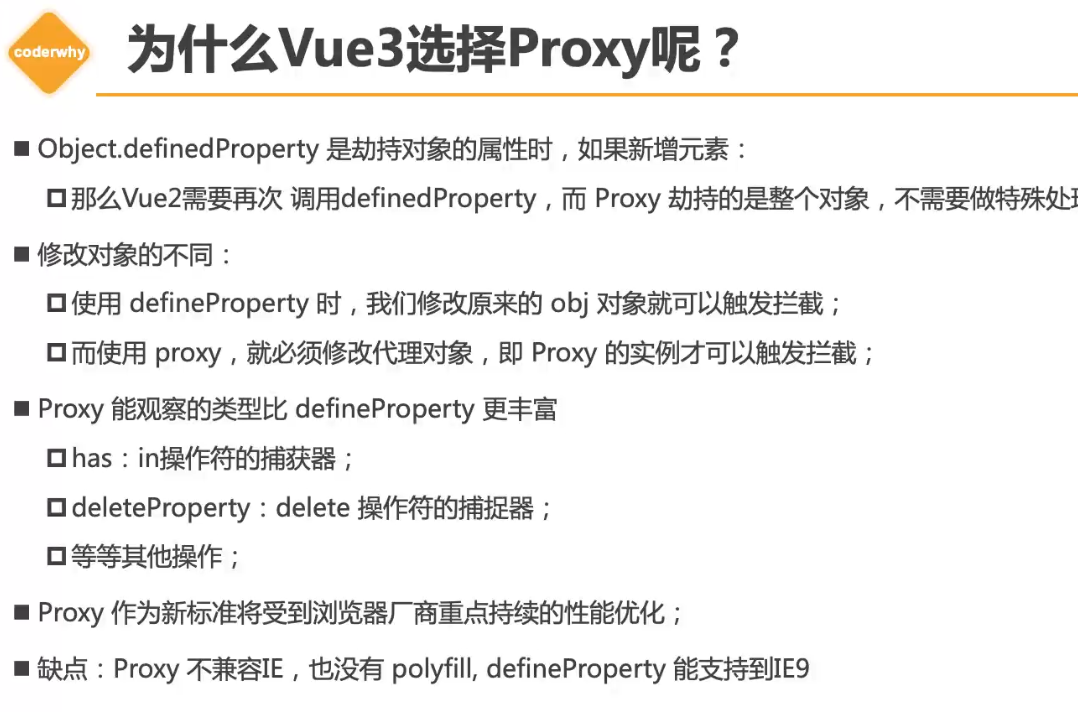 coderwhy
为什么Vue3选择Proxy呢？
■ Object.definedProperty 是劫持对象的属性时，如果新增元素：
那么Vue2需要再次 调用definedProperty，而 Proxy 劫持的是整个对象，不需要做特殊处
■ 修改对象的不同：
使用 defineProperty 时，我们修改原来的 obj 对象就可以触发拦截；
而使用 proxy，就必须修改代理对象，即 Proxy 的实例才可以触发拦截；
■ Proxy 能观察的类型比 defineProperty 更丰富
has：in操作符的捕获器；
deleteProperty：delete 操作符的捕捉器；
等等其他操作；
■ Proxy 作为新标准将受到浏览器厂商重点持续的性能优化；
■ 缺点：Proxy 不兼容IE，也没有 polyfill, defineProperty 能支持到IE9